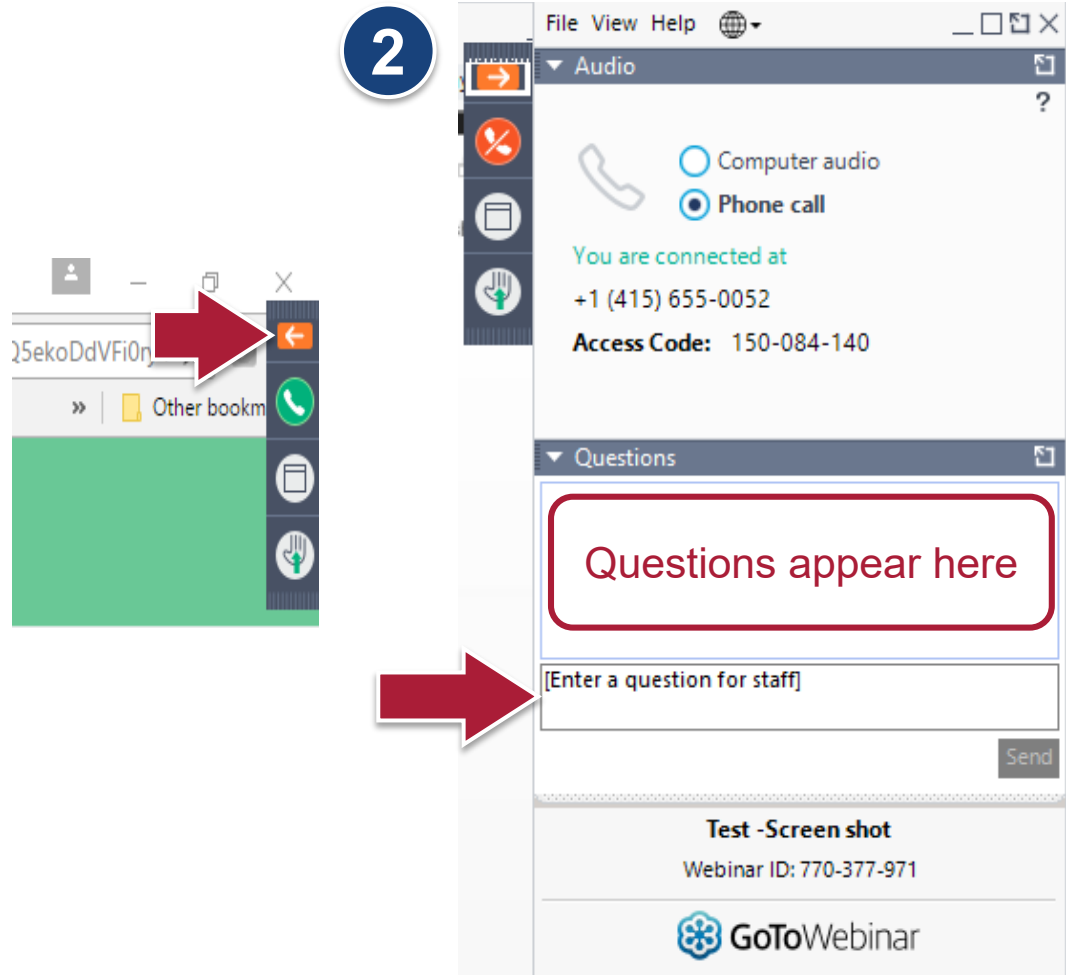 2
File View Help
Audio
?
Computer audio
Phone call
You are connected at
+1 (415) 655-0052
Access Code: 150-084-140
Other bookm
Questions
Questions appear here
[Enter a question for staff]
Send
Test -Screen shot
Webinar ID: 770-377-971
GoToWebinar